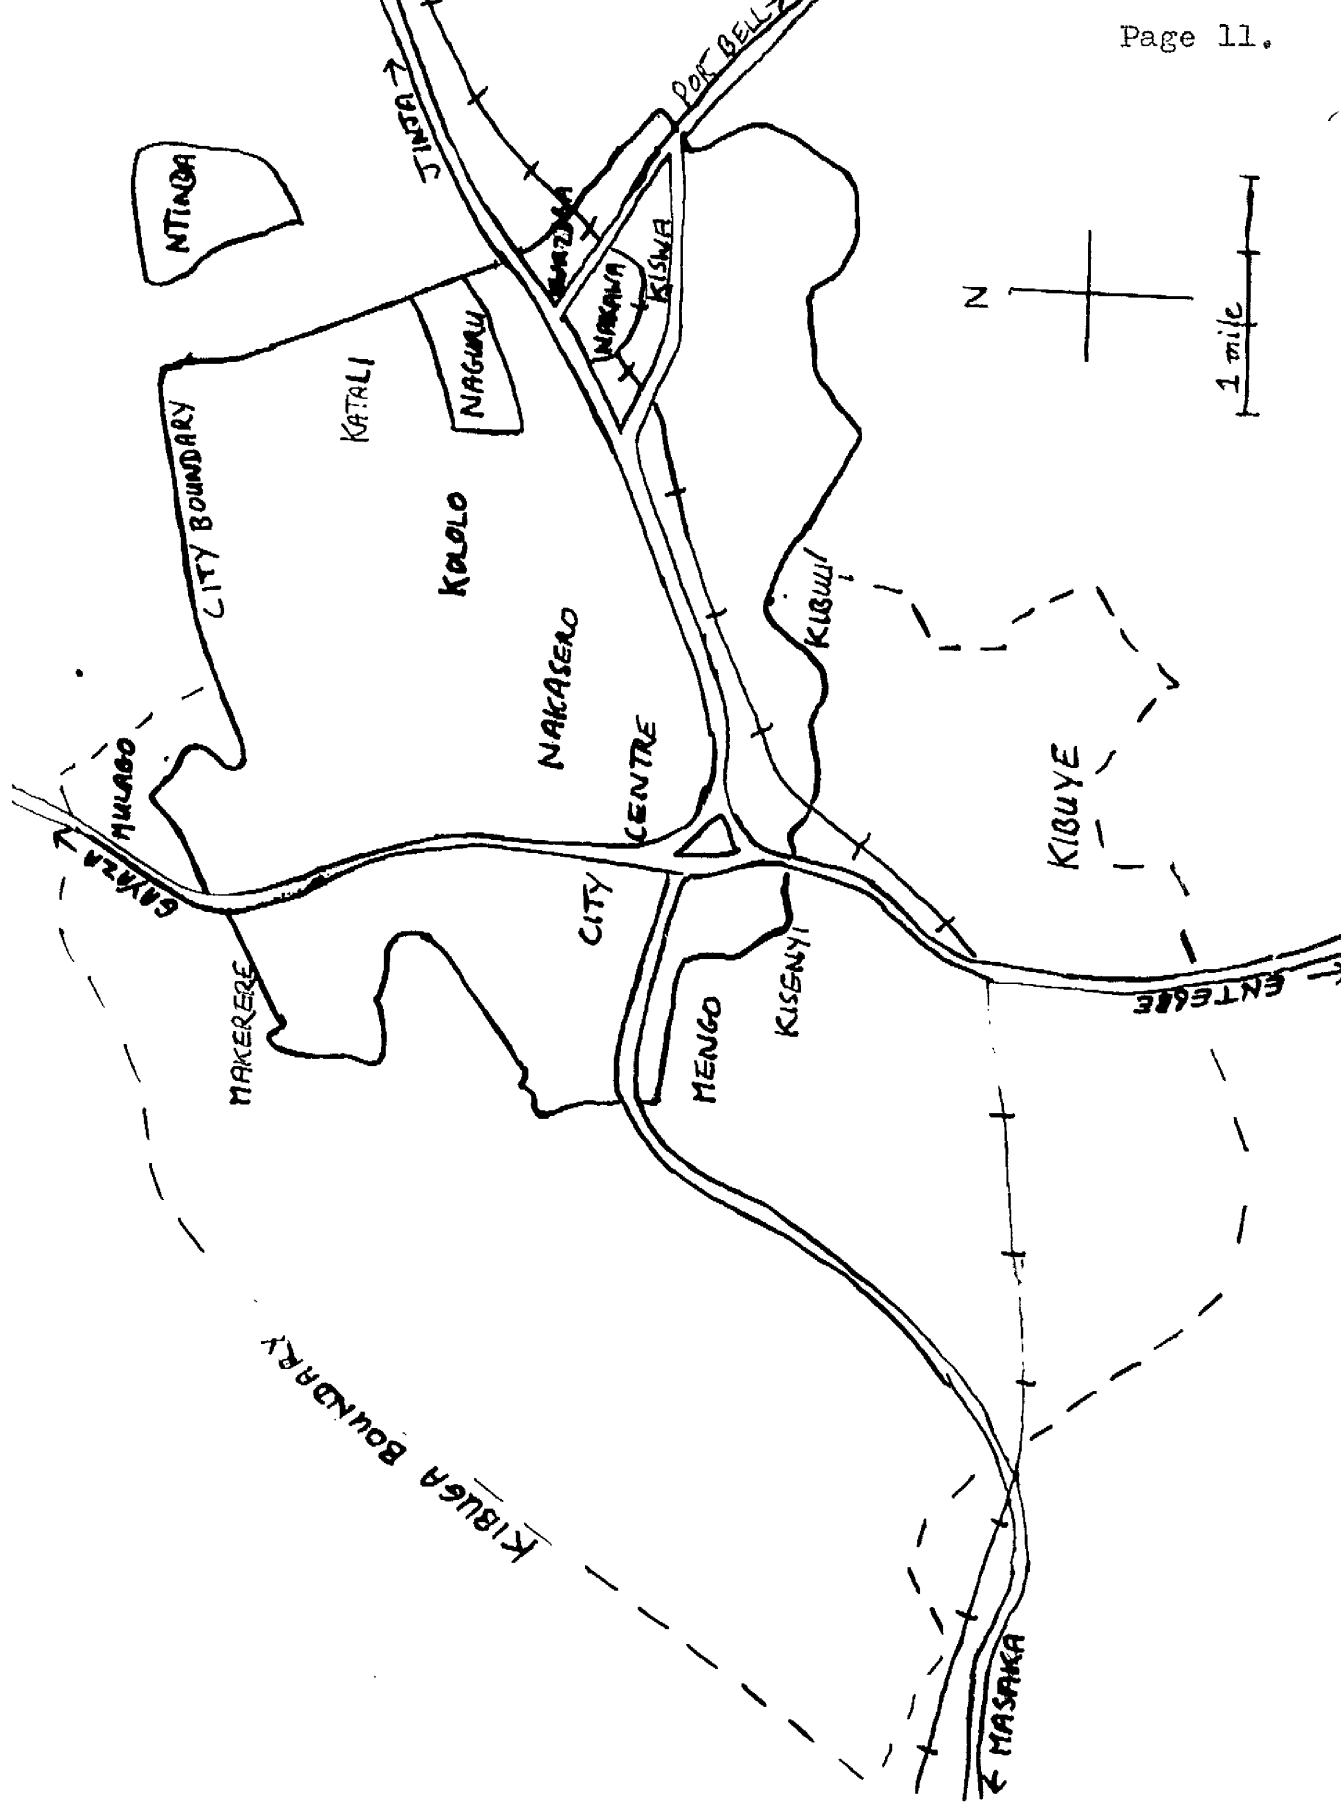 Page 11.
PORT BELL
JINJA
NTINDA
NAKAWA
KISWA
NAGURU
KATALI
CITY BOUNDARY
KOLOLO
NAKASERO
CITY CENTRE
KIBULI
KIBUYE
MULAGO
GAYAZA
MAKERERE
MENGO
KISENYI
ENTEBBE
KIBUGA BOUNDARY
MASAKA
N
1 mile